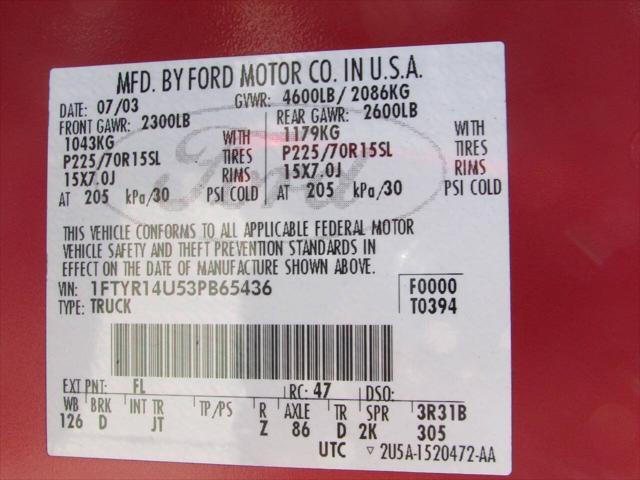 MFD. BY FORD MOTOR CO. IN U.S.A.
DATE: 07/03 GVWR: 4600LB/ 2086KG
FRONT GAWR: 2300LB REAR GAWR: 2600LB
1043KG WITH 1179KG WITH
P225/70R15SL TIRES P225/70R15SL TIRES
15X7.0J RIMS 15X7.0J RIMS
AT 205 kPa/30 PSI COLD AT 205 kPa/30 PSI COLD
Ford
THIS VEHICLE CONFORMS TO ALL APPLICABLE FEDERAL MOTOR
VEHICLE SAFETY AND THEFT PREVENTION STANDARDS IN
EFFECT ON THE DATE OF MANUFACTURE SHOWN ABOVE.
VIN: 1FTYR14U53PB65436 F0000
TYPE: TRUCK T0394
EXT PNT: FL RC: 47 DSO:
WB BRK INT TR TP/PS R AXLE TR SPR 3R31B
126 D JT Z 86 D 2K 305
UTC ▽ 2U5A-1520472-AA